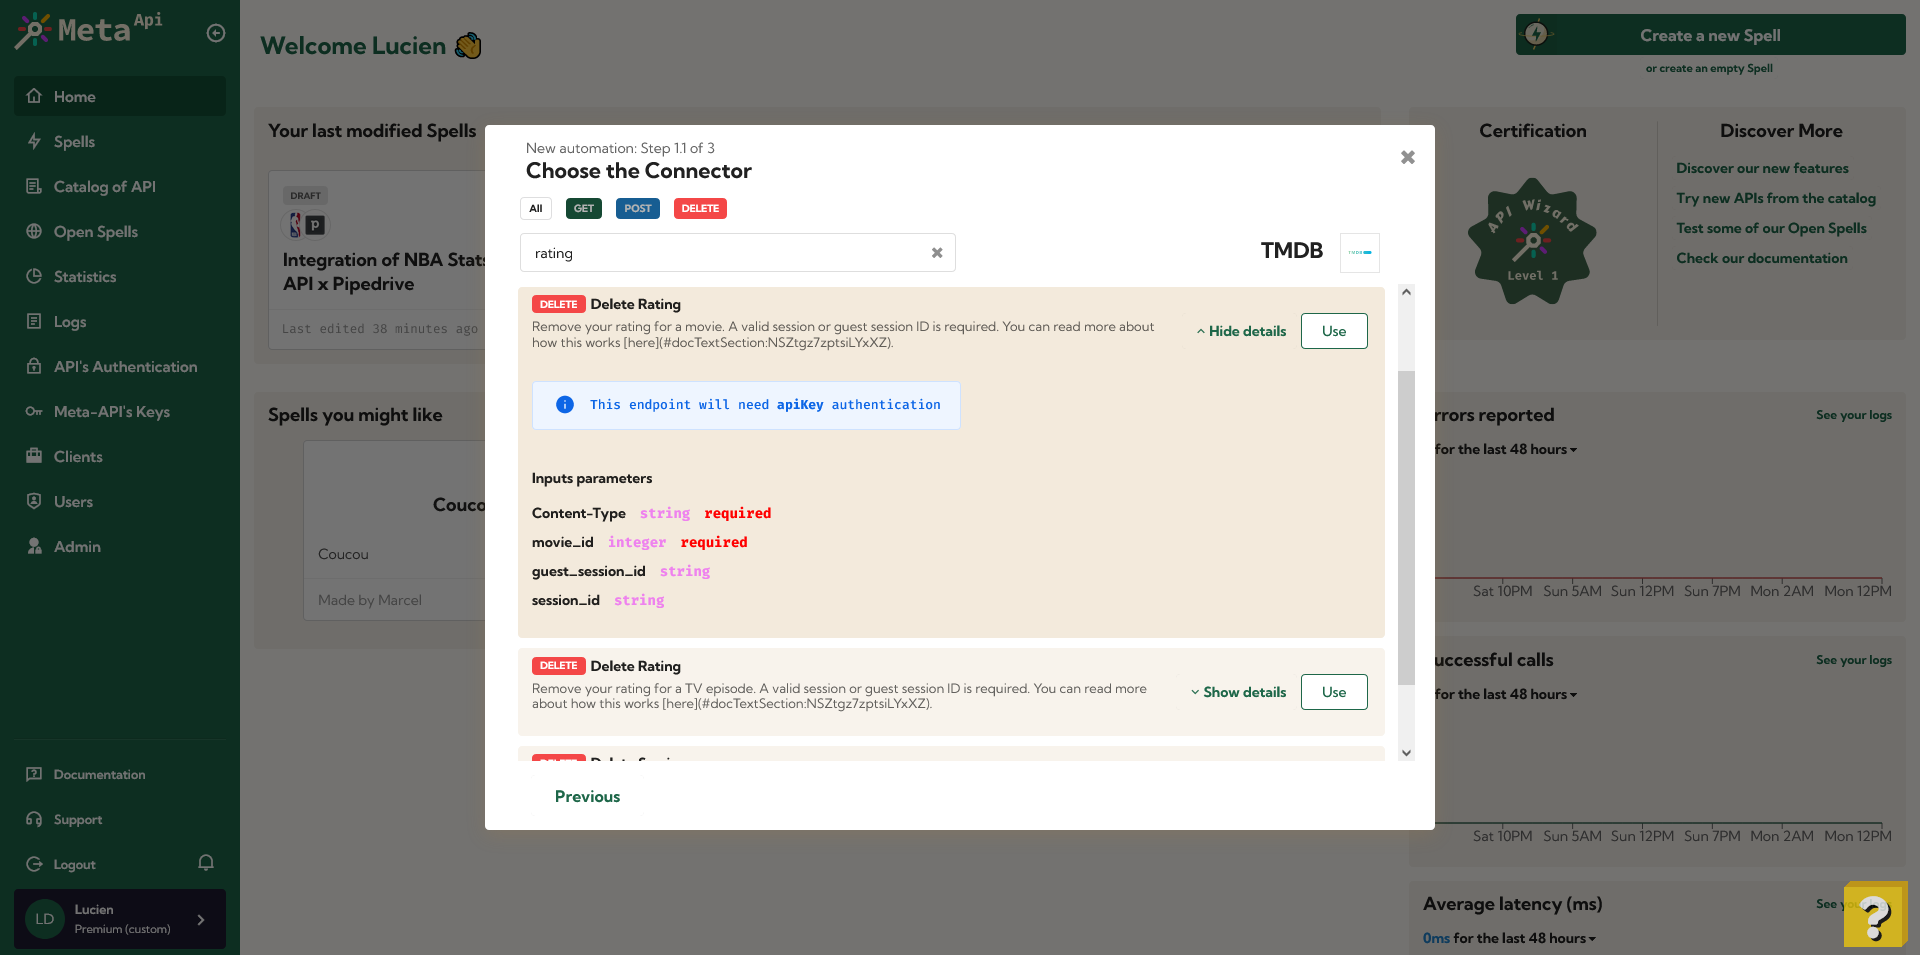 Meta Api
Home
Spells
Catalog of API
Open Spells
Statistics
Logs
API's Authentication
Meta-API's Keys
Clients
Users
Admin
Documentation
Support
Logout
LD
Lucien
Premium (custom)
Welcome Lucien
Create a new Spell
or create an empty Spell
Your last modified Spells
DRAFT
Integration of NBA Stats
API x Pipedrive
Last edited 38 minutes ago
Spells you might like
Couco
Coucou
Made by Marcel
New automation: Step 1.1 of 3
Choose the Connector
All GET POST DELETE
rating
TMDB
DELETE Delete Rating
Remove your rating for a movie. A valid session or guest session ID is required. You can read more about
how this works [here](#docTextSection:NSZtgz7zptsiLYxXZ).
Hide details
Use
This endpoint will need apiKey authentication
Inputs parameters
Content-Type string required
movie_id integer required
guest_session_id string
session_id string
DELETE Delete Rating
Remove your rating for a TV episode. A valid session or guest session ID is required. You can read more
about how this works [here](#docTextSection:NSZtgz7zptsiLYxXZ).
Show details
Use
Previous
Certification
API Wizard
Level 1
Discover More
Discover our new features
Try new APIs from the catalog
Test some of our Open Spells
Check our documentation
rrors reported
See your logs
for the last 48 hours
Sat 10PM Sun 5AM Sun 12PM Sun 7PM Mon 2AM Mon 12PM
uccessful calls
See your logs
for the last 48 hours
Sat 10PM Sun 5AM Sun 12PM Sun 7PM Mon 2AM Mon 12PM
Average latency (ms)
See your logs
0ms for the last 48 hours
?